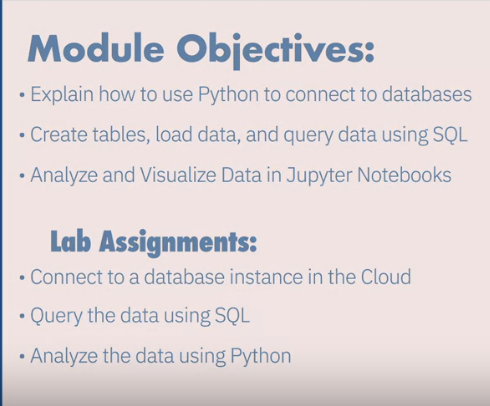 Module Objectives:
• Explain how to use Python to connect to databases
• Create tables, load data, and query data using SQL
• Analyze and Visualize Data in Jupyter Notebooks
Lab Assignments:
• Connect to a database instance in the Cloud
• Query the data using SQL
• Analyze the data using Python